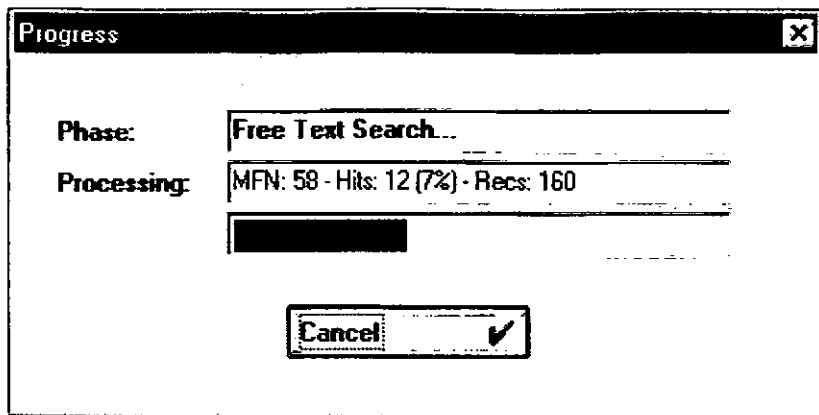 Progress
Phase: Free Text Search...
Processing: MFN: 58 - Hits: 12 (7%) - Recs: 160
Cancel